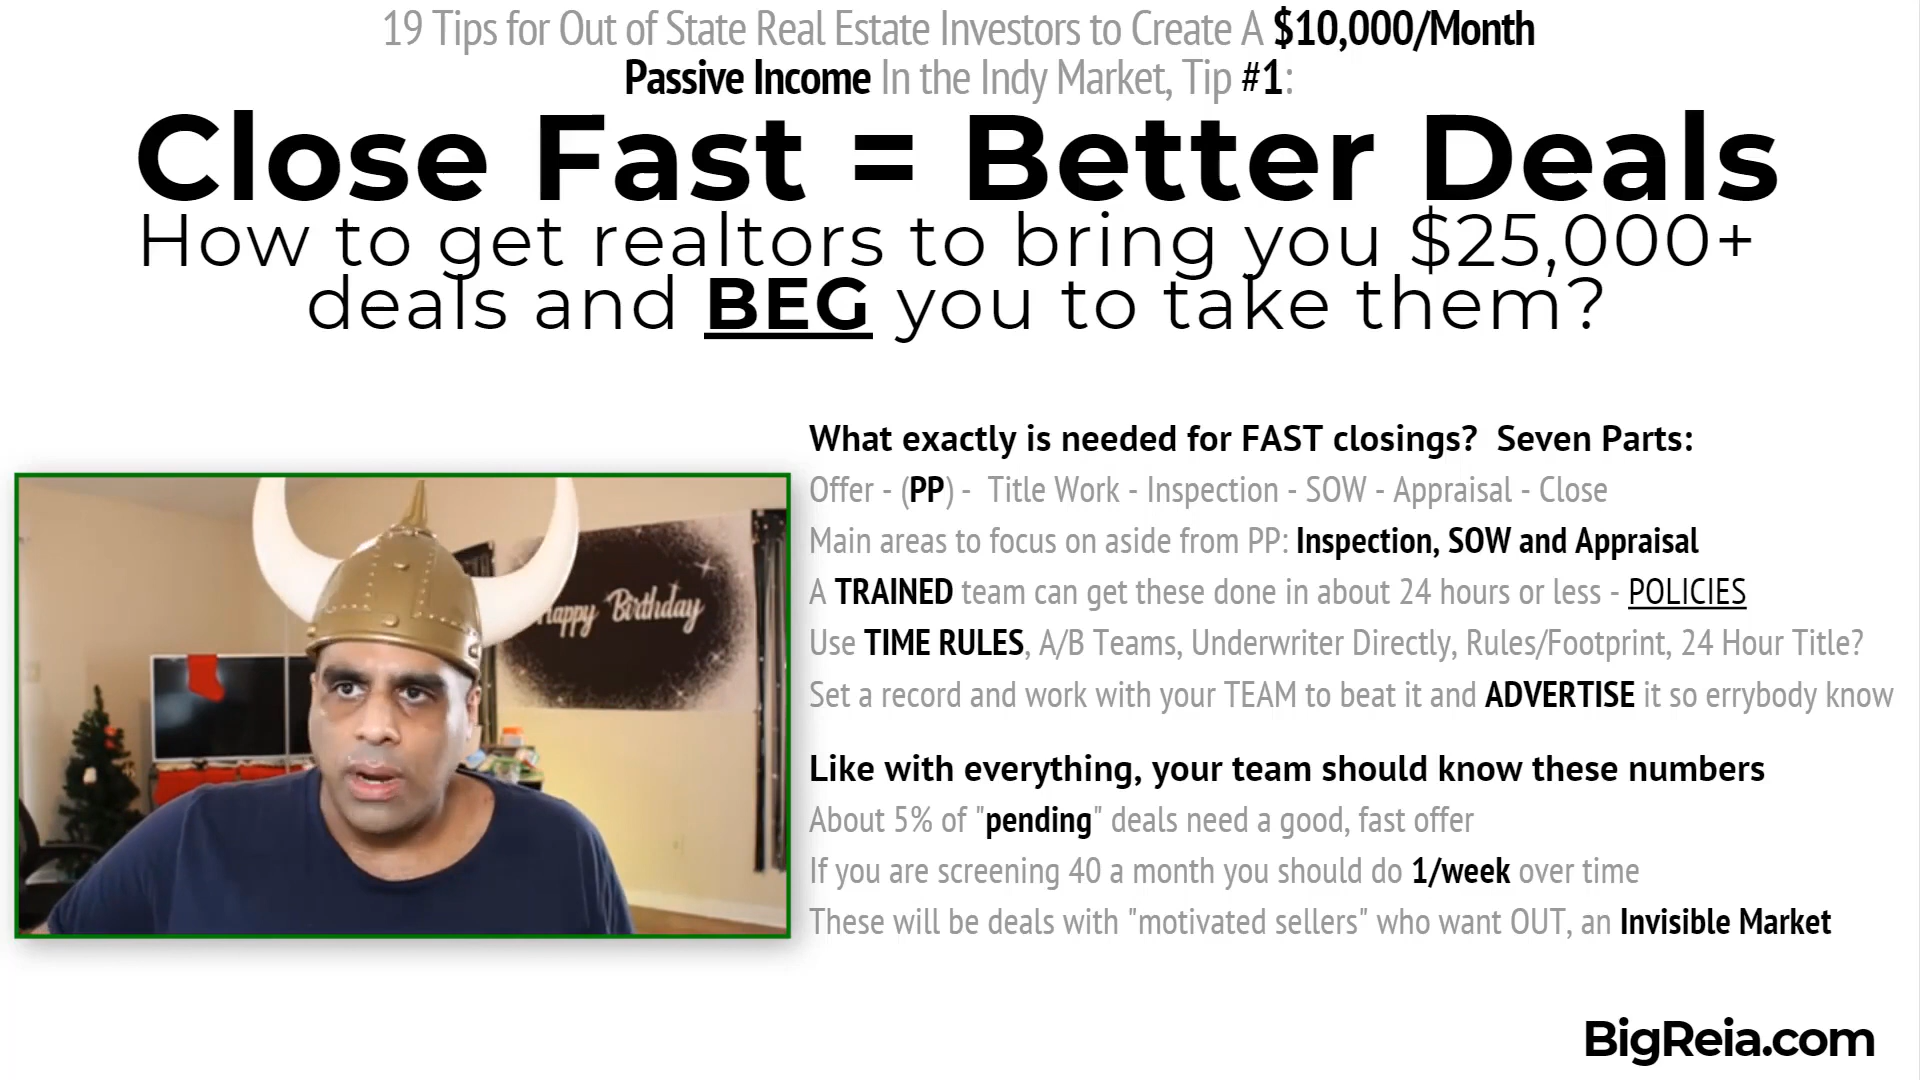 19 Tips for Out of State Real Estate Investors to Create A $10,000/Month
Passive Income In the Indy Market, Tip #1:
Close Fast = Better Deals
How to get realtors to bring you $25,000+
deals and BEG you to take them?
What exactly is needed for FAST closings? Seven Parts:
Offer - (PP) - Title Work - Inspection - SOW - Appraisal - Close
Main areas to focus on aside from PP: Inspection, SOW and Appraisal
A TRAINED team can get these done in about 24 hours or less - POLICIES
Use TIME RULES, A/B Teams, Underwriter Directly, Rules/Footprint, 24 Hour Title?
Set a record and work with your TEAM to beat it and ADVERTISE it so errybody know
Happy Birthday
Like with everything, your team should know these numbers
About 5% of "pending" deals need a good, fast offer
If you are screening 40 a month you should do 1/week over time
These will be deals with "motivated sellers" who want OUT, an Invisible Market
BigReia.com